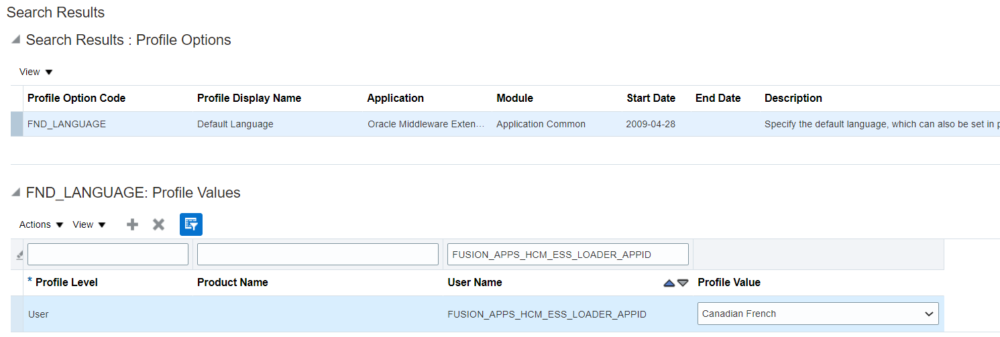 Search Results
Search Results : Profile Options
View
Profile Option Code Profile Display Name Application Module Start Date End Date Description
FND_LANGUAGE Default Language Oracle Middleware Exten... Application Common 2009-04-28 Specify the default language, which can also be set in p
FND_LANGUAGE: Profile Values
Actions View
FUSION_APPS_HCM_ESS_LOADER_APPID
* Profile Level Product Name User Name Profile Value
User FUSION_APPS_HCM_ESS_LOADER_APPID Canadian French